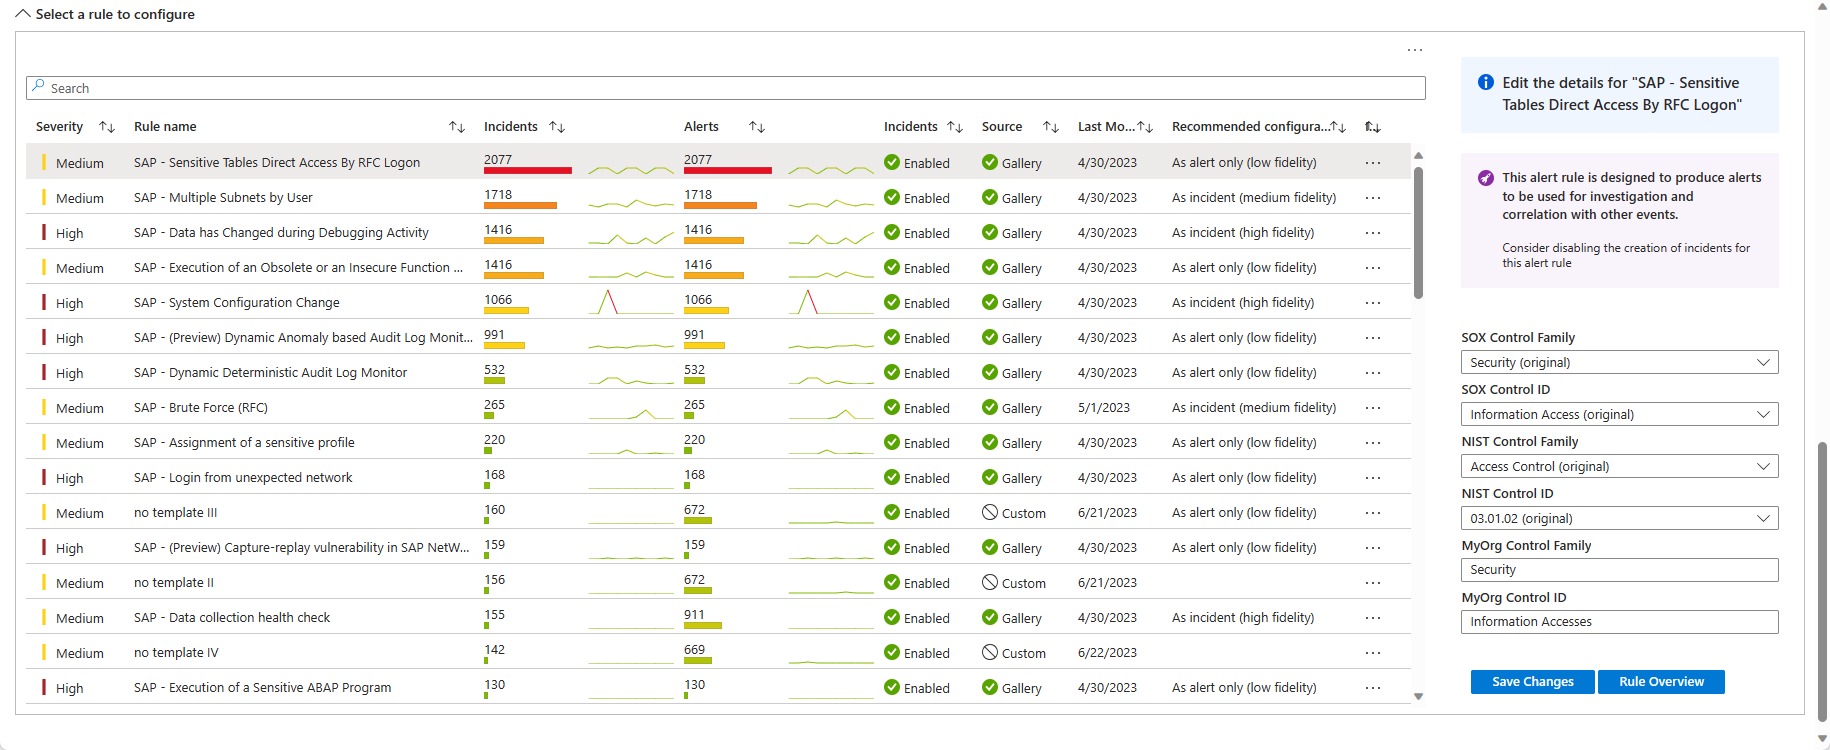 Select a rule to configure
...
Search
Severity Rule name Incidents Alerts Incidents Source Last Mo... Recommended configura...
Medium SAP - Sensitive Tables Direct Access By RFC Logon 2077 2077 Enabled Gallery 4/30/2023 As alert only (low fidelity) ...
Medium SAP - Multiple Subnets by User 1718 1718 Enabled Gallery 4/30/2023 As incident (medium fidelity) ...
High SAP - Data has Changed during Debugging Activity 1416 1416 Enabled Gallery 4/30/2023 As incident (high fidelity) ...
Medium SAP - Execution of an Obsolete or an Insecure Function ... 1416 1416 Enabled Gallery 4/30/2023 As alert only (low fidelity) ...
High SAP - System Configuration Change 1066 1066 Enabled Gallery 4/30/2023 As incident (high fidelity) ...
High SAP - (Preview) Dynamic Anomaly based Audit Log Monit... 991 991 Enabled Gallery 4/30/2023 As alert only (low fidelity) ...
High SAP - Dynamic Deterministic Audit Log Monitor 532 532 Enabled Gallery 4/30/2023 As alert only (low fidelity) ...
Medium SAP - Brute Force (RFC) 265 265 Enabled Gallery 5/1/2023 As incident (medium fidelity) ...
Medium SAP - Assignment of a sensitive profile 220 220 Enabled Gallery 4/30/2023 As alert only (low fidelity) ...
High SAP - Login from unexpected network 168 168 Enabled Gallery 4/30/2023 As alert only (low fidelity) ...
Medium no template III 160 672 Enabled Custom 6/21/2023 As alert only (low fidelity) ...
High SAP - (Preview) Capture-replay vulnerability in SAP NetW... 159 159 Enabled Gallery 4/30/2023 As alert only (low fidelity) ...
Medium no template II 156 672 Enabled Custom 6/21/2023 ...
Medium SAP - Data collection health check 155 911 Enabled Gallery 4/30/2023 As incident (high fidelity) ...
Medium no template IV 142 669 Enabled Custom 6/22/2023 ...
High SAP - Execution of a Sensitive ABAP Program 130 130 Enabled Gallery 4/30/2023 As alert only (low fidelity) ...
Edit the details for "SAP - Sensitive
Tables Direct Access By RFC Logon"
This alert rule is designed to produce alerts
to be used for investigation and
correlation with other events.
Consider disabling the creation of incidents for
this alert rule
SOX Control Family
Security (original)
SOX Control ID
Information Access (original)
NIST Control Family
Access Control (original)
NIST Control ID
03.01.02 (original)
MyOrg Control Family
Security
MyOrg Control ID
Information Accesses
Save Changes Rule Overview